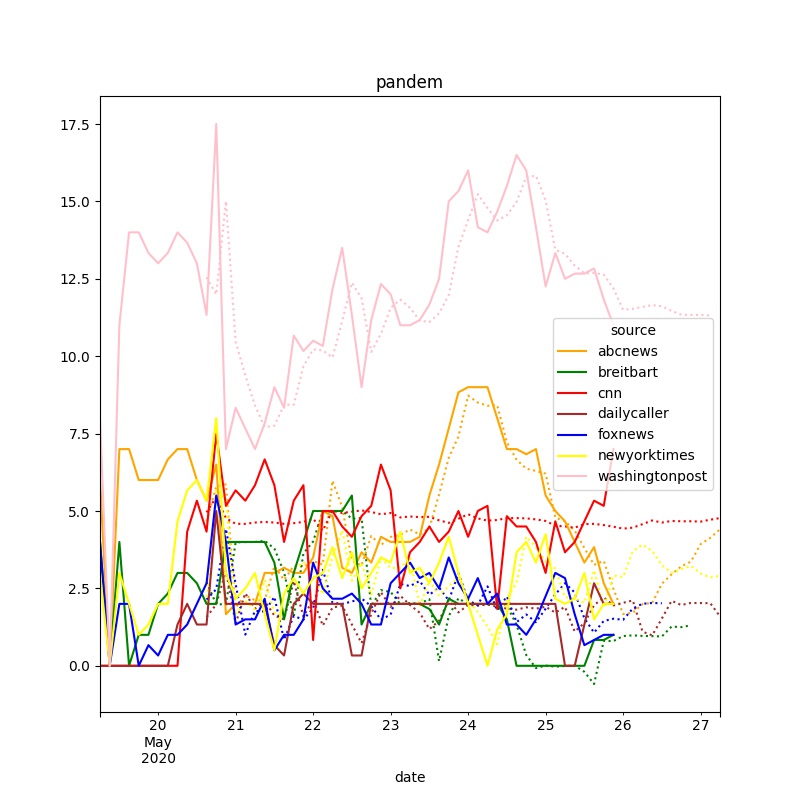 pandem
17.5
15.0
12.5
10.0
7.5
5.0
2.5
0.0
source
abcnews
breitbart
cnn
dailycaller
foxnews
newyorktimes
washingtonpost
20 21 22 23 24 25 26 27
May
2020
date